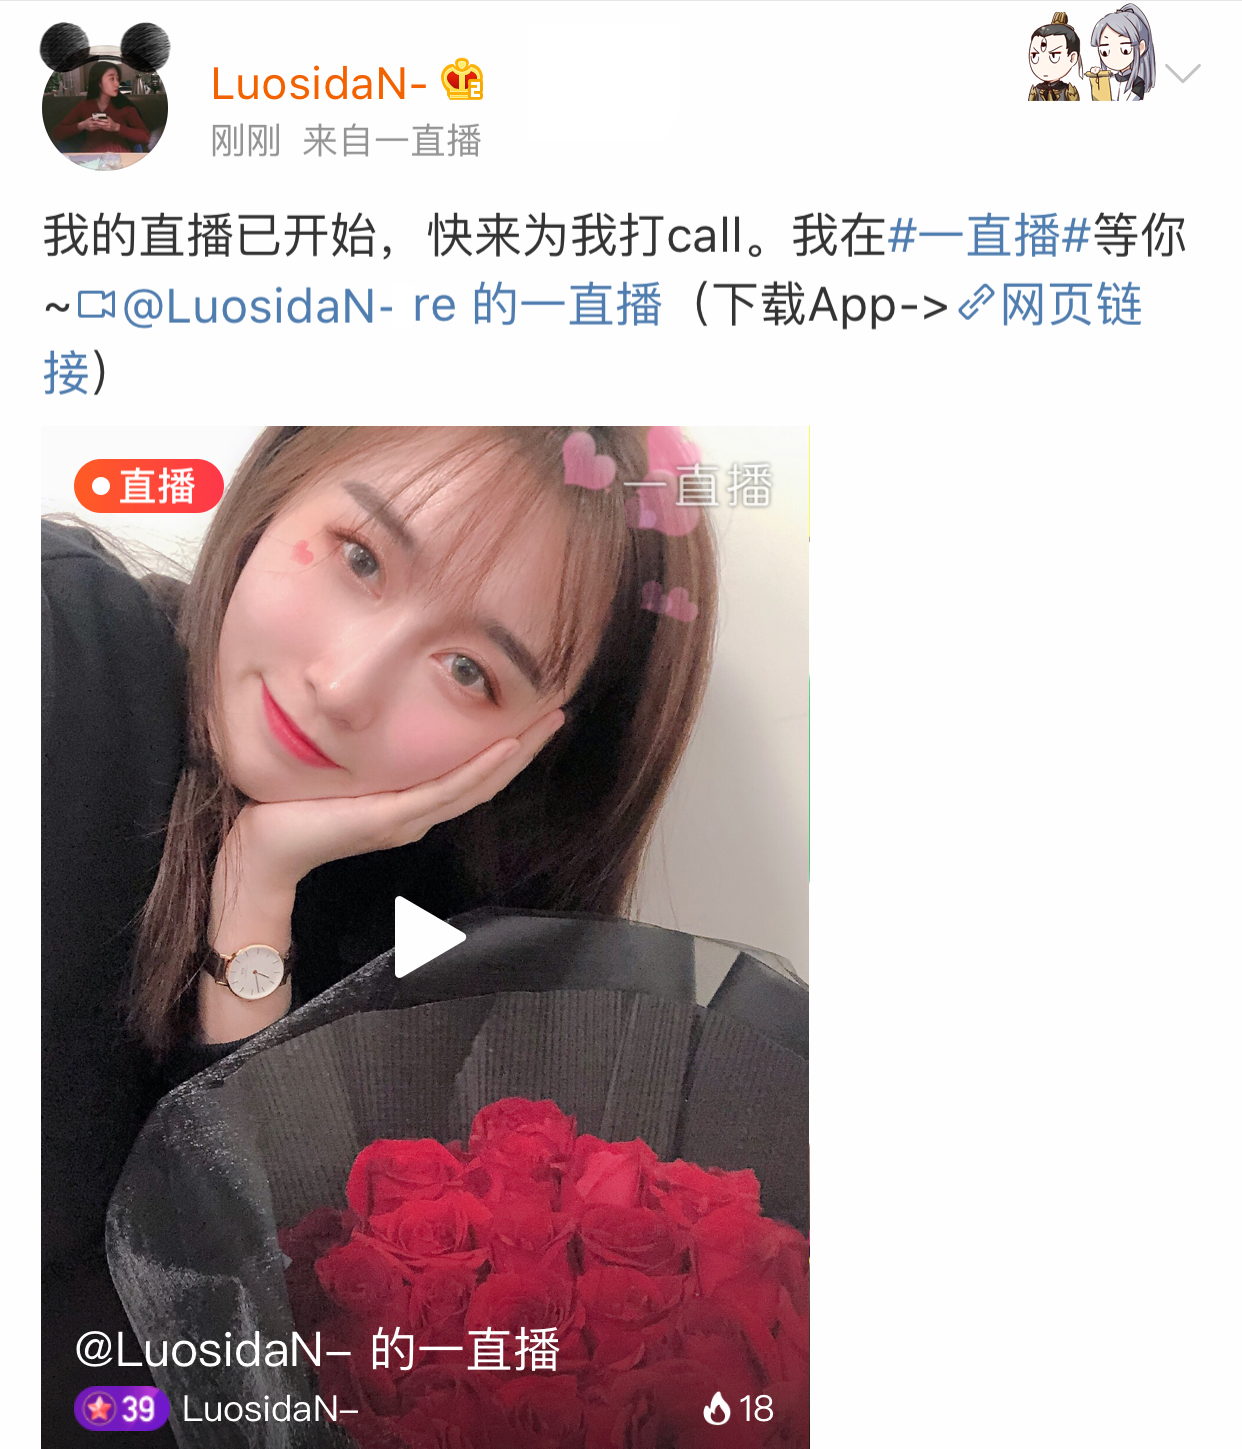 LuosidaN-
刚刚 来自一直播
我的直播已开始，快来为我打call。我在#一直播#等你
~@LuosidaN- re 的一直播（下载App->网页链
接）
直播
一直播
@LuosidaN- 的一直播
39 LuosidaN-
18